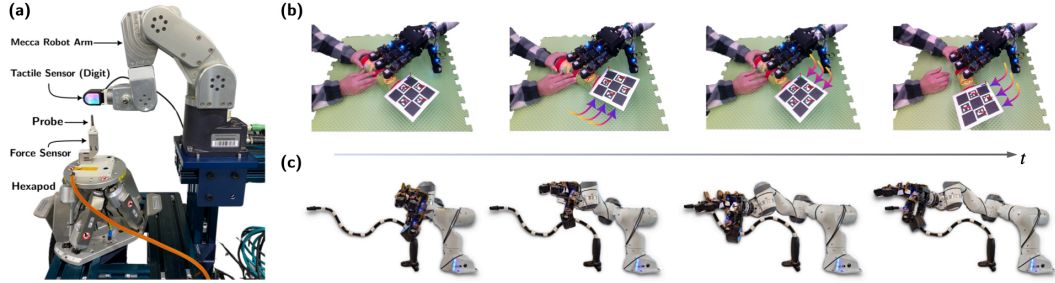 (a)
Mecca Robot Arm
Tactile Sensor (Digit)
Probe
Force Sensor
Hexapod
(b)
t
(c)